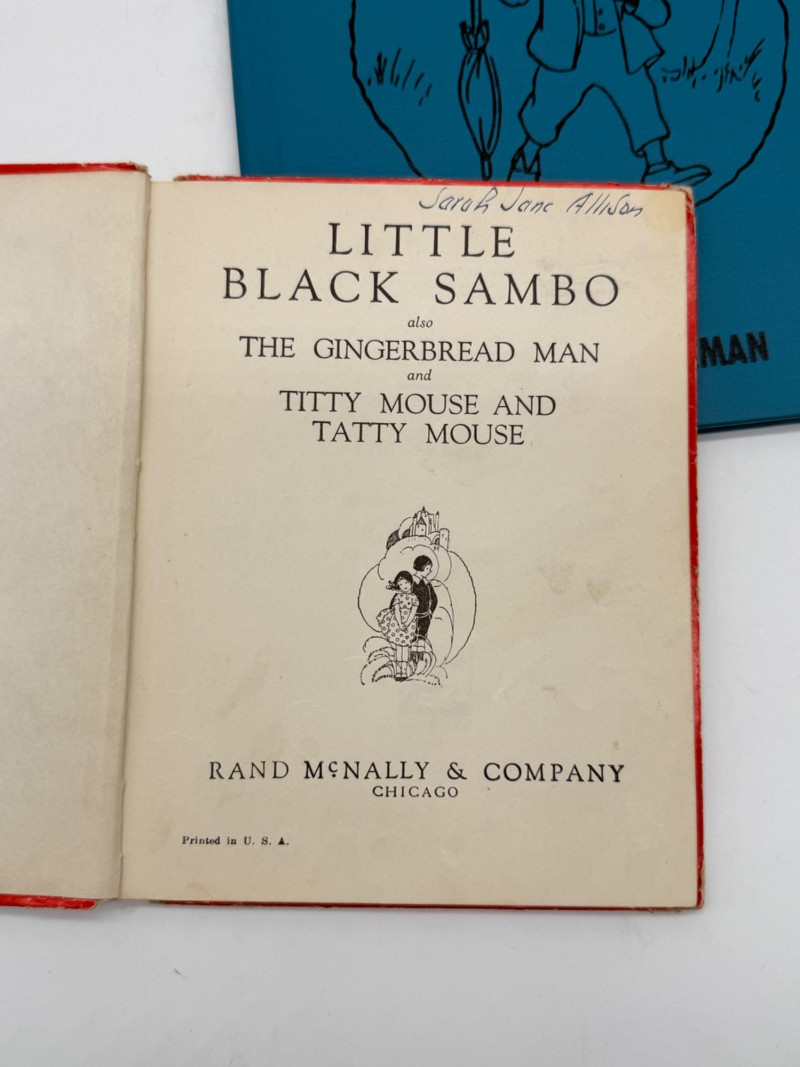 Sarah Jane Allison
LITTLE
BLACK SAMBO
also
THE GINGERBREAD MAN
and
TITTY MOUSE AND
TATTY MOUSE
RAND McNALLY & COMPANY
CHICAGO
Printed in U. S. A.
MAN